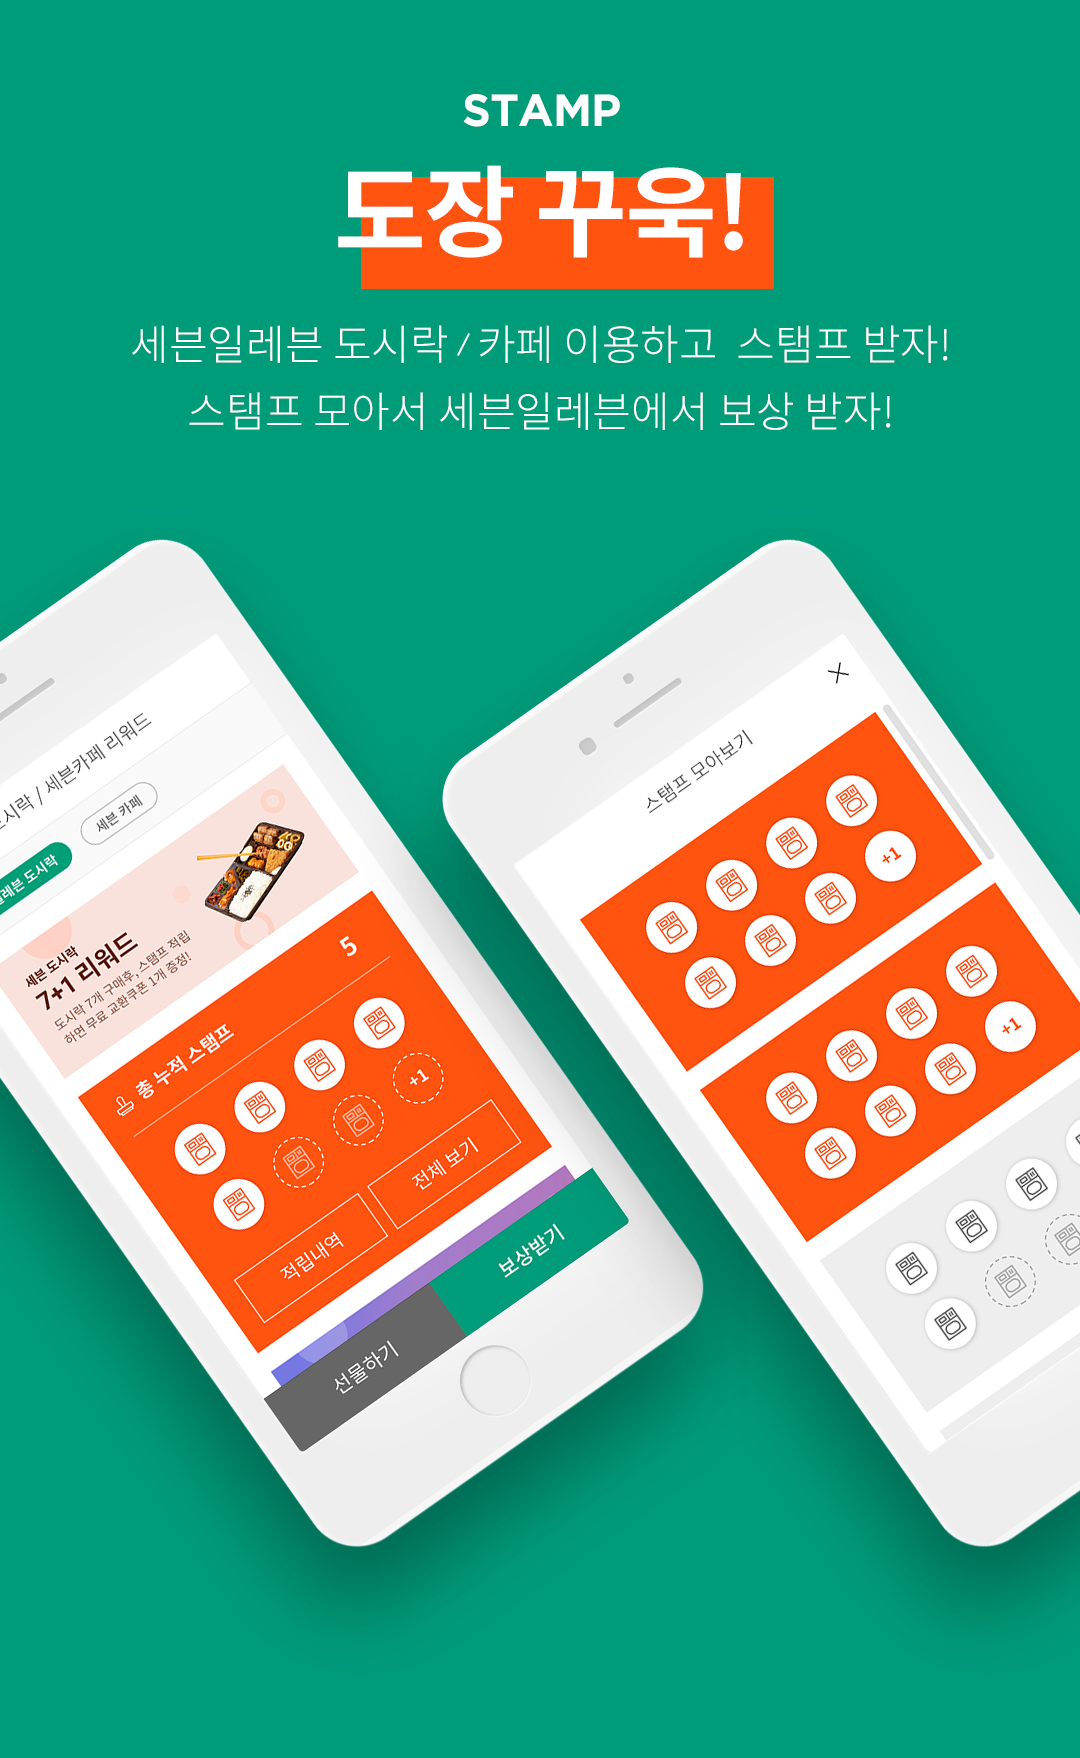 STAMP
도장 꾸욱!
세븐일레븐 도시락 / 카페 이용하고 스탬프 받자!
스탬프 모아서 세븐일레븐에서 보상 받자!
도시락 / 세븐카페 리워드
도시락
세븐 카페
세븐 도시락
7+1 리워드
도시락 7개 구매후, 스탬프 적립
하면 무료 교환쿠폰 1개 증정!
총 누적 스탬프
5
+1
적립내역
전체 보기
선물하기
보상받기
스탬프 모아보기
+1
+1